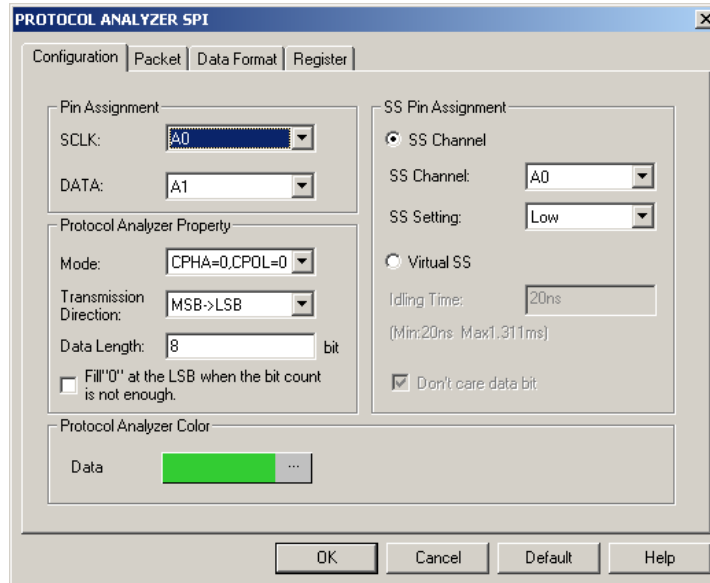 PROTOCOL ANALYZER SPI
Configuration Packet Data Format Register
Pin Assignment
SCLK: A0
DATA: A1
Protocol Analyzer Property
Mode: CPHA=0,CPOL=0
Transmission
Direction: MSB->LSB
Data Length: 8 bit
Fill"0" at the LSB when the bit count
is not enough.
SS Pin Assignment
SS Channel
SS Channel: A0
SS Setting: Low
Virtual SS
Idling Time: 20ns
(Min:20ns Max1.311ms)
Don't care data bit
Protocol Analyzer Color
Data ...
OK Cancel Default Help